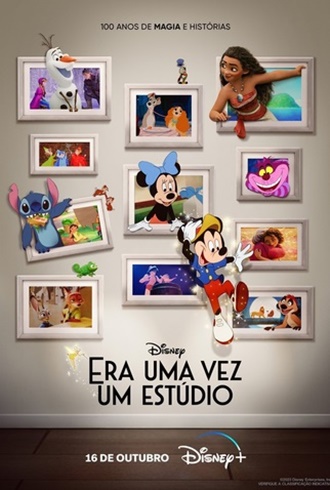 100 ANOS DE MAGIA E HISTÓRIAS
Disney
ERA UMA VEZ
UM ESTÚDIO
16 DE OUTUBRO Disney+